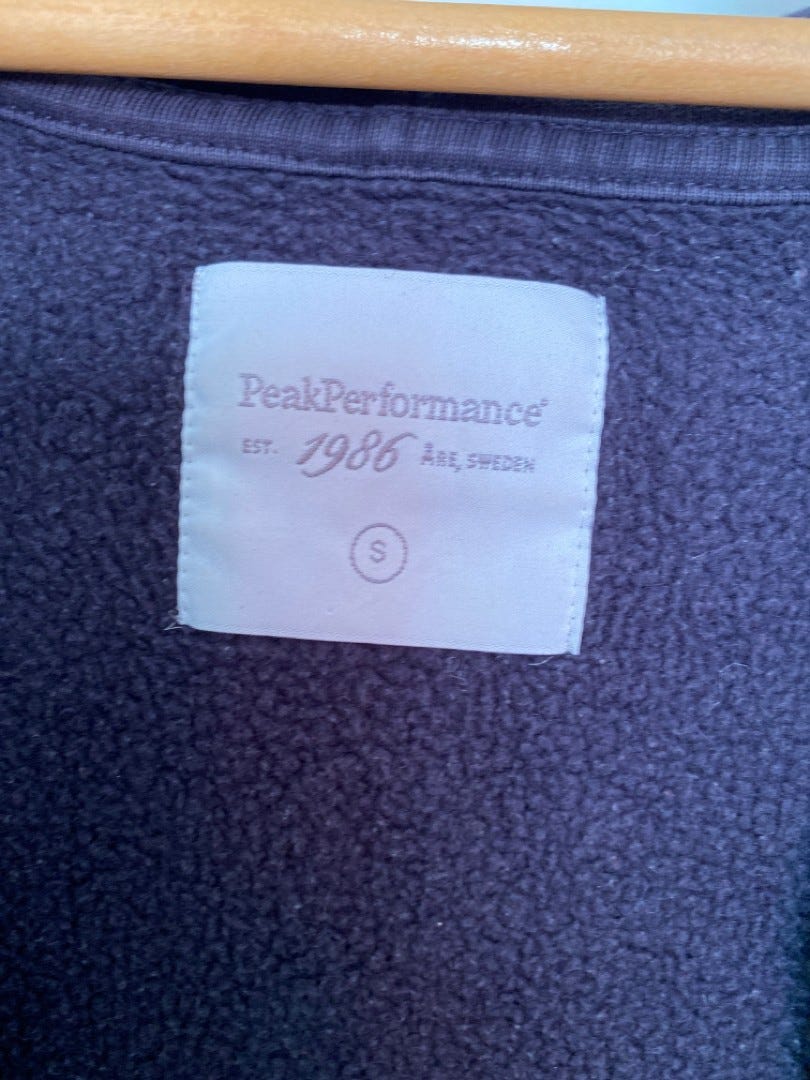 PeakPerformance®
EST. 1986 ÅRE, SWEDEN
S